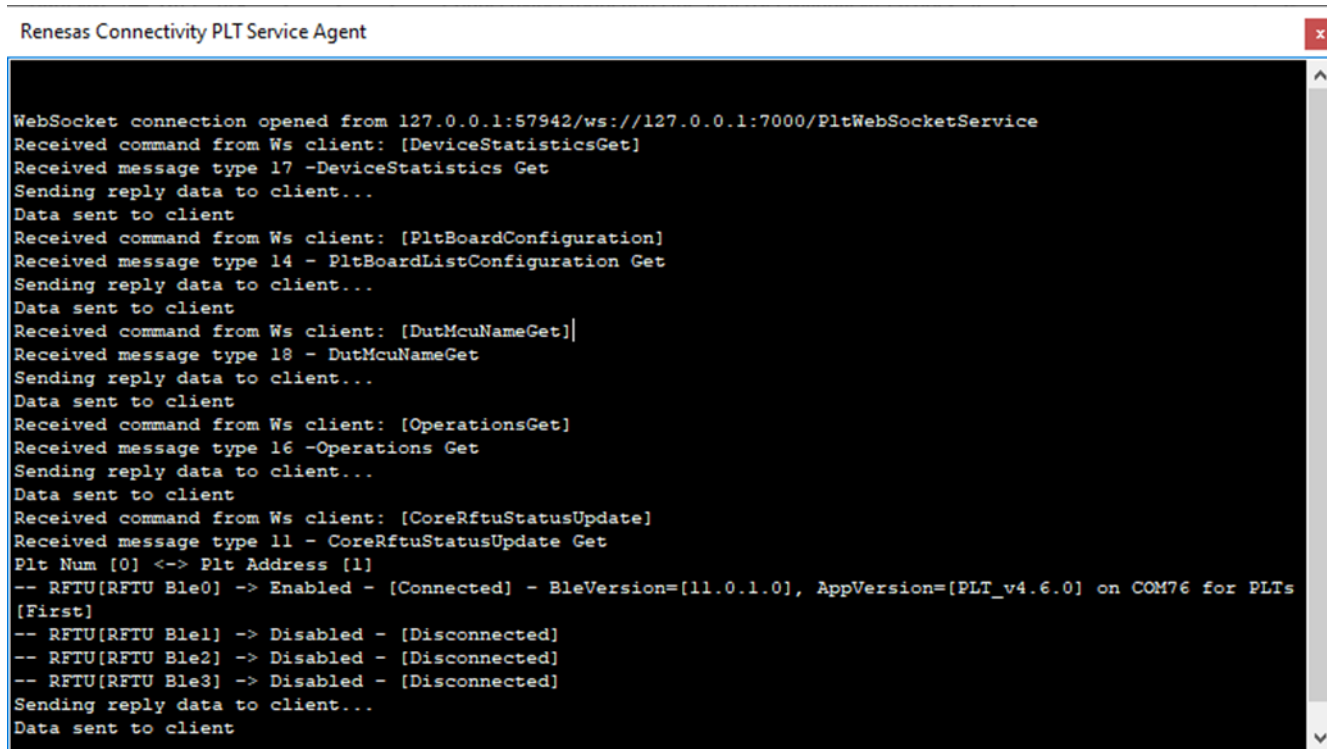 Renesas Connectivity PLT Service Agent
x
WebSocket connection opened from 127.0.0.1:57942/ws://127.0.0.1:7000/PltWebSocketService
Received command from Ws client: [DeviceStatisticsGet]
Received message type 17 -DeviceStatistics Get
Sending reply data to client...
Data sent to client
Received command from Ws client: [PltBoardConfiguration]
Received message type 14 - PltBoardListConfiguration Get
Sending reply data to client...
Data sent to client
Received command from Ws client: [DutMcuNameGet]
Received message type 18 - DutMcuNameGet
Sending reply data to client...
Data sent to client
Received command from Ws client: [OperationsGet]
Received message type 16 -Operations Get
Sending reply data to client...
Data sent to client
Received command from Ws client: [CoreRftuStatusUpdate]
Received message type 11 - CoreRftuStatusUpdate Get
Plt Num [0] <-> Plt Address [1]
-- RFTU[RFTU Ble0] -> Enabled - [Connected] - BleVersion=[11.0.1.0], AppVersion=[PLT_v4.6.0] on COM76 for PLTs
[First]
-- RFTU[RFTU Ble1] -> Disabled - [Disconnected]
-- RFTU[RFTU Ble2] -> Disabled - [Disconnected]
-- RFTU[RFTU Ble3] -> Disabled - [Disconnected]
Sending reply data to client...
Data sent to client